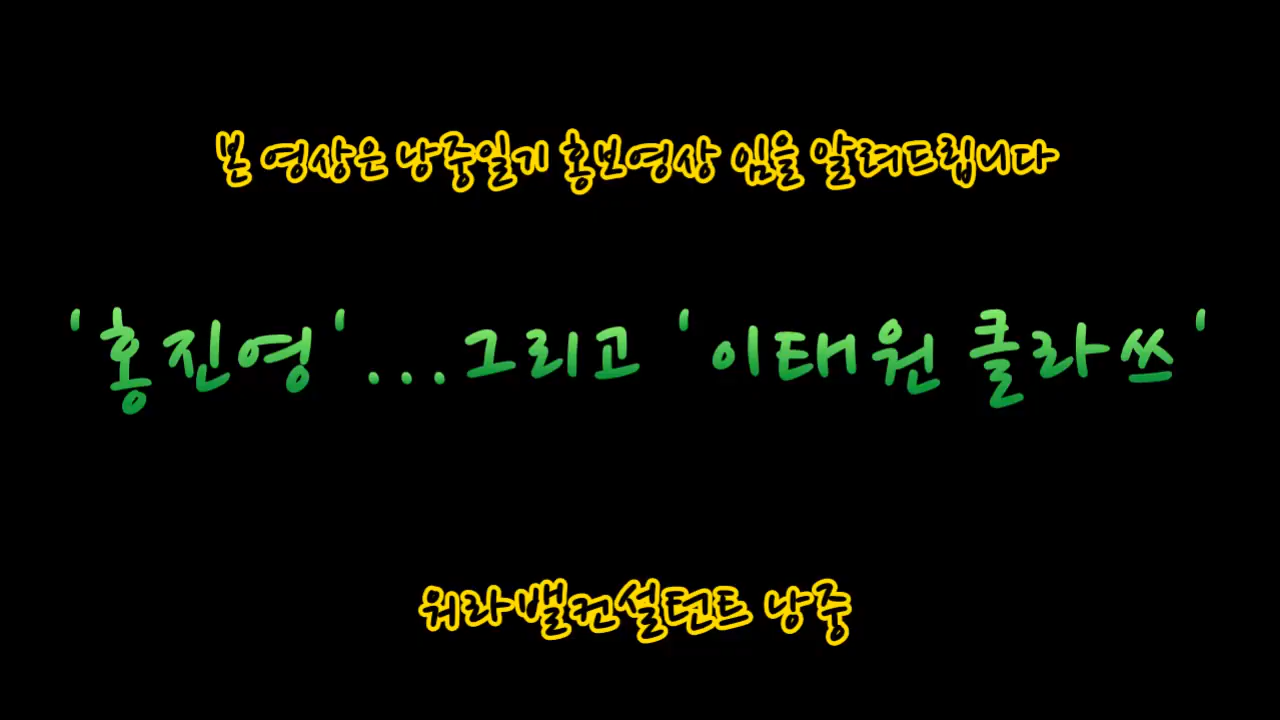 본 영상은 낭중일기 홍보영상 임을 알려드립니다
'홍진영'...그리고 '이태원 클라쓰'
워라밸컨설턴트 낭중